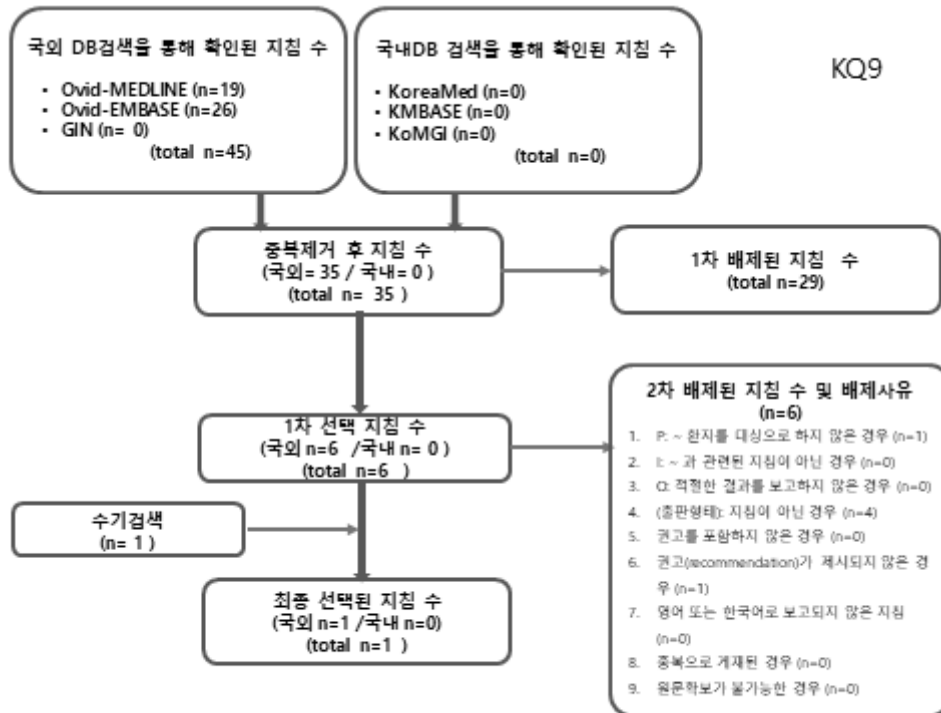 국외 DB검색을 통해 확인된 지침 수
• Ovid-MEDLINE (n=19)
• Ovid-EMBASE (n=26)
• GIN (n= 0)
(total n=45)
국내DB 검색을 통해 확인된 지침 수
• KoreaMed (n=0)
• KMBASE (n=0)
• KoMGI (n=0)
(total n=0)
KQ9
중복제거 후 지침 수
(국외= 35 / 국내= 0 )
(total n= 35 )
1차 배제된 지침 수
(total n=29)
1차 선택 지침 수
(국외 n=6 /국내 n= 0 )
(total n=6 )
2차 배제된 지침 수 및 배제사유
(n=6)
1. P: ~ 환자를 대상으로 하지 않은 경우 (n=1)
2. I: ~ 과 관련된 지침이 아닌 경우 (n=0)
3. O: 적절한 결과를 보고하지 않은 경우 (n=0)
4. (출판형태): 지침이 아닌 경우 (n=4)
5. 권고를 포함하지 않은 경우 (n=0)
6. 권고(recommendation)가 제시되지 않은 경
우 (n=1)
7. 영어 또는 한국어로 보고되지 않은 지침
(n=0)
8. 중복으로 게재된 경우 (n=0)
9. 원문확보가 불가능한 경우 (n=0)
수기검색
(n= 1 )
최종 선택된 지침 수
(국외 n=1 /국내 n=0)
(total n=1 )